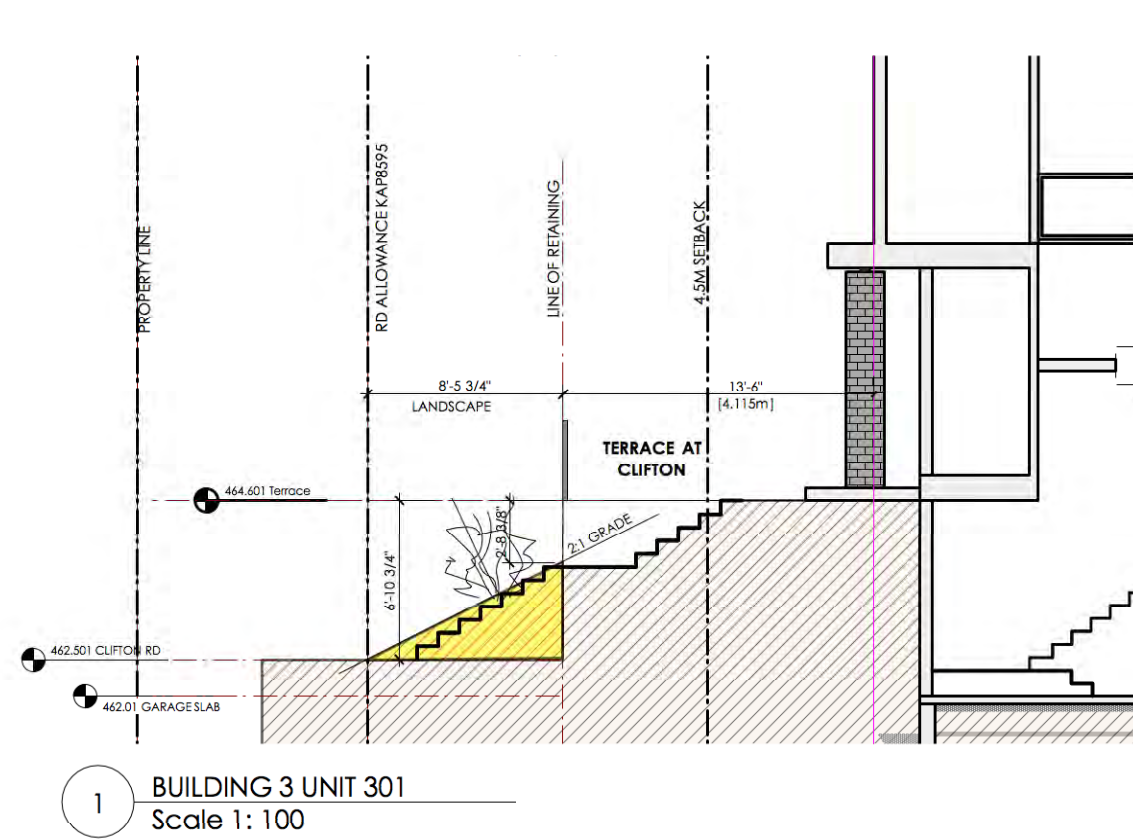 PROPERTY LINE
RD ALLOWANCE KAP8595
LINE OF RETAINING
4.5M SETBACK
8'-5 3/4"
LANDSCAPE
13'-6"
[4.115m]
TERRACE AT
CLIFTON
464.601 Terrace
2'-8 3/8"
2:1 GRADE
6'-10 3/4"
462.501 CLIFTON RD
462.01 GARAGE SLAB
1
BUILDING 3 UNIT 301
Scale 1: 100